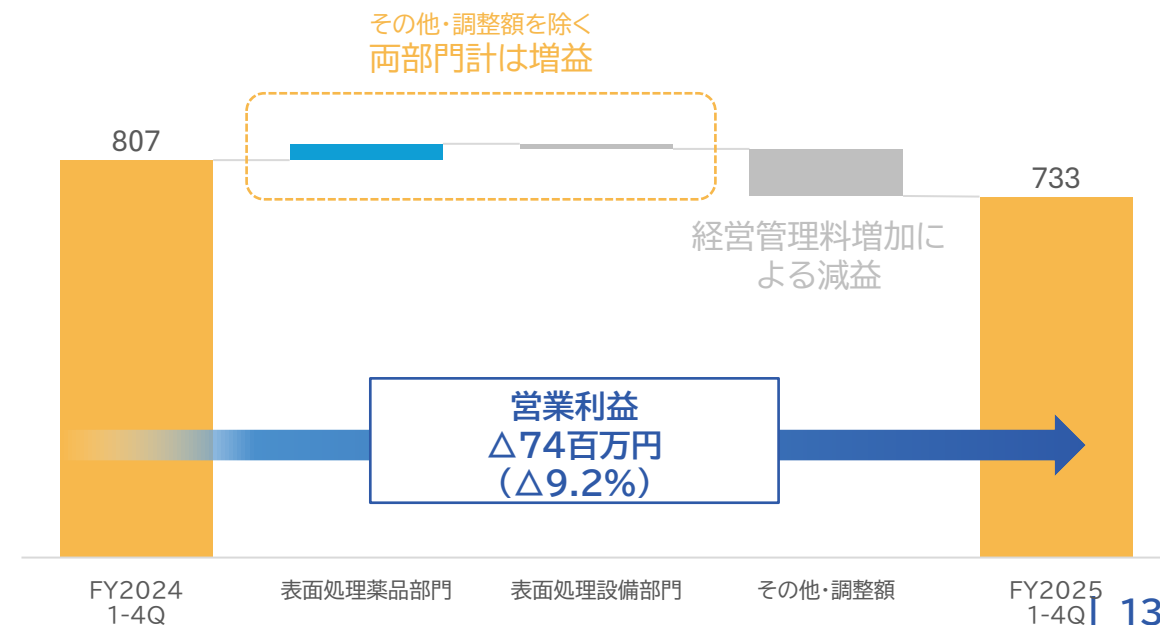 その他・調整額を除く
両部門計は増益
807
733
経営管理料増加に
よる減益
営業利益
△74百万円
(△9.2%)
FY2024
1-4Q
表面処理薬品部門
表面処理設備部門
その他・調整額
FY2025
1-4Q
| 13